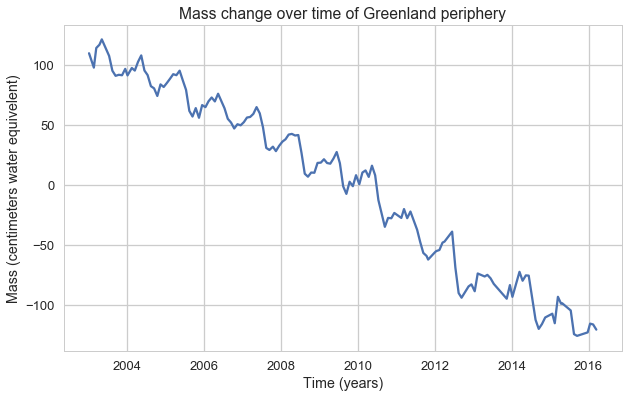 Mass change over time of Greenland periphery
Mass (centimeters water equivelent)
100
50
0
−50
−100
2004 2006 2008 2010 2012 2014 2016
Time (years)